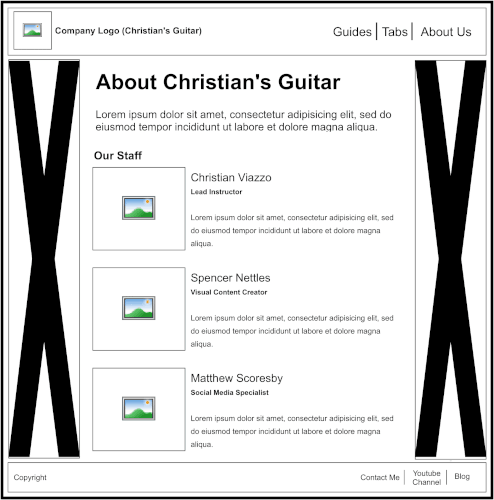 Company Logo (Christian's Guitar)
Guides Tabs About Us
About Christian's Guitar
Lorem ipsum dolor sit amet, consectetur adipisicing elit, sed do
eiusmod tempor incididunt ut labore et dolore magna aliqua.
Our Staff
Christian Viazzo
Lead Instructor
Lorem ipsum dolor sit amet, consectetur adipisicing elit, sed
do eiusmod tempor incididunt ut labore et dolore magna
aliqua.
Spencer Nettles
Visual Content Creator
Lorem ipsum dolor sit amet, consectetur adipisicing elit, sed
do eiusmod tempor incididunt ut labore et dolore magna
aliqua.
Matthew Scoresby
Social Media Specialist
Lorem ipsum dolor sit amet, consectetur adipisicing elit, sed
do eiusmod tempor incididunt ut labore et dolore magna
aliqua.
Copyright
Contact Me
Youtube
Channel
Blog